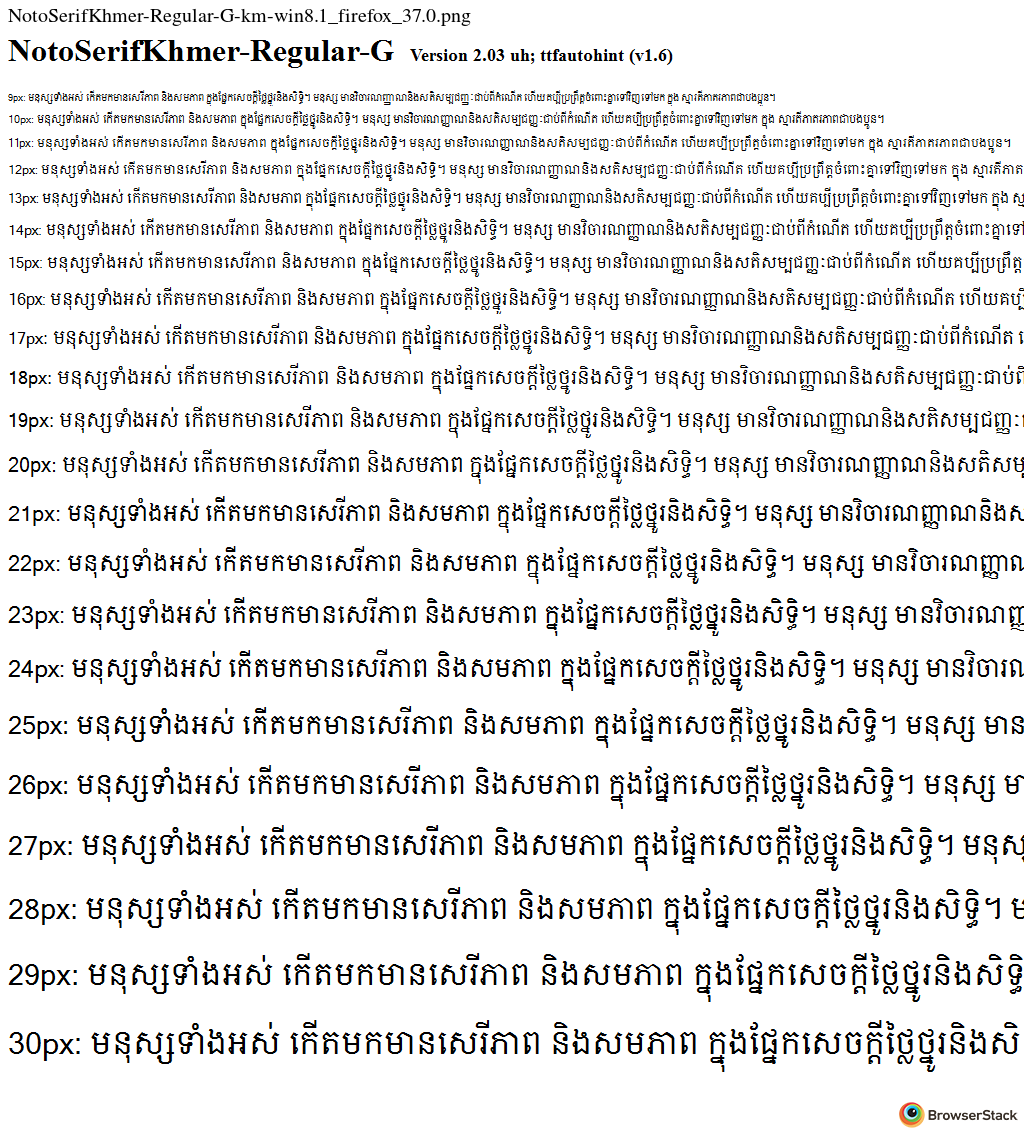 NotoSerifKhmer-Regular-G-km-win8.1_firefox_37.0.png
NotoSerifKhmer-Regular-G Version 2.03 uh; ttfautohint (v1.6)
9px: មនុស្សទាំងអស់ កើតមកមានសេរីភាព និងសមភាព ក្នុងផ្នែកសេចក្ដីថ្លៃថ្នូរនិងសិទ្ធិ។ មនុស្ស មានវិចារណញ្ញាណនិងសតិសម្បជញ្ញៈជាប់ពីកំណើត ហើយគប្បីប្រព្រឹត្តចំពោះគ្នាទៅវិញទៅមក ក្នុង ស្មារតីភាតរភាពជាបងប្អូន។
10px: មនុស្សទាំងអស់ កើតមកមានសេរីភាព និងសមភាព ក្នុងផ្នែកសេចក្ដីថ្លៃថ្នូរនិងសិទ្ធិ។ មនុស្ស មានវិចារណញ្ញាណនិងសតិសម្បជញ្ញៈជាប់ពីកំណើត ហើយគប្បីប្រព្រឹត្តចំពោះគ្នាទៅវិញទៅមក ក្នុង ស្មារតីភាតរភាពជាបងប្អូន។
11px: មនុស្សទាំងអស់ កើតមកមានសេរីភាព និងសមភាព ក្នុងផ្នែកសេចក្ដីថ្លៃថ្នូរនិងសិទ្ធិ។ មនុស្ស មានវិចារណញ្ញាណនិងសតិសម្បជញ្ញៈជាប់ពីកំណើត ហើយគប្បីប្រព្រឹត្តចំពោះគ្នាទៅវិញទៅមក ក្នុង ស្មារតីភាតរភាពជាបងប្អូន។
12px: មនុស្សទាំងអស់ កើតមកមានសេរីភាព និងសមភាព ក្នុងផ្នែកសេចក្ដីថ្លៃថ្នូរនិងសិទ្ធិ។ មនុស្ស មានវិចារណញ្ញាណនិងសតិសម្បជញ្ញៈជាប់ពីកំណើត ហើយគប្បីប្រព្រឹត្តចំពោះគ្នាទៅវិញទៅមក ក្នុង ស្មារតីភាត
13px: មនុស្សទាំងអស់ កើតមកមានសេរីភាព និងសមភាព ក្នុងផ្នែកសេចក្ដីថ្លៃថ្នូរនិងសិទ្ធិ។ មនុស្ស មានវិចារណញ្ញាណនិងសតិសម្បជញ្ញៈជាប់ពីកំណើត ហើយគប្បីប្រព្រឹត្តចំពោះគ្នាទៅវិញទៅមក ក្នុង
14px: មនុស្សទាំងអស់ កើតមកមានសេរីភាព និងសមភាព ក្នុងផ្នែកសេចក្ដីថ្លៃថ្នូរនិងសិទ្ធិ។ មនុស្ស មានវិចារណញ្ញាណនិងសតិសម្បជញ្ញៈជាប់ពីកំណើត ហើយគប្បីប្រព្រឹត្តចំពោះគ្នាទៅ
15px: មនុស្សទាំងអស់ កើតមកមានសេរីភាព និងសមភាព ក្នុងផ្នែកសេចក្ដីថ្លៃថ្នូរនិងសិទ្ធិ។ មនុស្ស មានវិចារណញ្ញាណនិងសតិសម្បជញ្ញៈជាប់ពីកំណើត ហើយគប្បីប្រព្រឹត្ត
16px: មនុស្សទាំងអស់ កើតមកមានសេរីភាព និងសមភាព ក្នុងផ្នែកសេចក្ដីថ្លៃថ្នូរនិងសិទ្ធិ។ មនុស្ស មានវិចារណញ្ញាណនិងសតិសម្បជញ្ញៈជាប់ពីកំណើត ហើយគប្បី
17px: មនុស្សទាំងអស់ កើតមកមានសេរីភាព និងសមភាព ក្នុងផ្នែកសេចក្ដីថ្លៃថ្នូរនិងសិទ្ធិ។ មនុស្ស មានវិចារណញ្ញាណនិងសតិសម្បជញ្ញៈជាប់ពីកំណើត
18px: មនុស្សទាំងអស់ កើតមកមានសេរីភាព និងសមភាព ក្នុងផ្នែកសេចក្ដីថ្លៃថ្នូរនិងសិទ្ធិ។ មនុស្ស មានវិចារណញ្ញាណនិងសតិសម្បជញ្ញៈជាប់ពី
19px: មនុស្សទាំងអស់ កើតមកមានសេរីភាព និងសមភាព ក្នុងផ្នែកសេចក្ដីថ្លៃថ្នូរនិងសិទ្ធិ។ មនុស្ស មានវិចារណញ្ញាណនិងសតិសម្បជញ្ញៈ
20px: មនុស្សទាំងអស់ កើតមកមានសេរីភាព និងសមភាព ក្នុងផ្នែកសេចក្ដីថ្លៃថ្នូរនិងសិទ្ធិ។ មនុស្ស មានវិចារណញ្ញាណនិងសតិសម្ប
21px: មនុស្សទាំងអស់ កើតមកមានសេរីភាព និងសមភាព ក្នុងផ្នែកសេចក្ដីថ្លៃថ្នូរនិងសិទ្ធិ។ មនុស្ស មានវិចារណញ្ញាណនិងស
22px: មនុស្សទាំងអស់ កើតមកមានសេរីភាព និងសមភាព ក្នុងផ្នែកសេចក្ដីថ្លៃថ្នូរនិងសិទ្ធិ។ មនុស្ស មានវិចារណញ្ញាណ
23px: មនុស្សទាំងអស់ កើតមកមានសេរីភាព និងសមភាព ក្នុងផ្នែកសេចក្ដីថ្លៃថ្នូរនិងសិទ្ធិ។ មនុស្ស មានវិចារណញ្ញ
24px: មនុស្សទាំងអស់ កើតមកមានសេរីភាព និងសមភាព ក្នុងផ្នែកសេចក្ដីថ្លៃថ្នូរនិងសិទ្ធិ។ មនុស្ស មានវិចារណ
25px: មនុស្សទាំងអស់ កើតមកមានសេរីភាព និងសមភាព ក្នុងផ្នែកសេចក្ដីថ្លៃថ្នូរនិងសិទ្ធិ។ មនុស្ស មាន
26px: មនុស្សទាំងអស់ កើតមកមានសេរីភាព និងសមភាព ក្នុងផ្នែកសេចក្ដីថ្លៃថ្នូរនិងសិទ្ធិ។ មនុស្ស មា
27px: មនុស្សទាំងអស់ កើតមកមានសេរីភាព និងសមភាព ក្នុងផ្នែកសេចក្ដីថ្លៃថ្នូរនិងសិទ្ធិ។ មនុស្ស
28px: មនុស្សទាំងអស់ កើតមកមានសេរីភាព និងសមភាព ក្នុងផ្នែកសេចក្ដីថ្លៃថ្នូរនិងសិទ្ធិ។ ម
29px: មនុស្សទាំងអស់ កើតមកមានសេរីភាព និងសមភាព ក្នុងផ្នែកសេចក្ដីថ្លៃថ្នូរនិងសិទ្ធិ
30px: មនុស្សទាំងអស់ កើតមកមានសេរីភាព និងសមភាព ក្នុងផ្នែកសេចក្ដីថ្លៃថ្នូរនិងសិ
BrowserStack